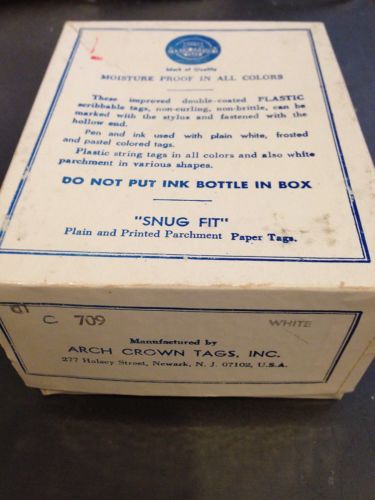 Mark of Quality
MOISTURE PROOF IN ALL COLORS
These improved double-coated PLASTIC
scribbable tags, non-curling, non-brittle, can be
marked with the stylus and fastened with the
hollow end.
Pen and ink used with plain white, frosted
and pastel colored tags.
Plastic string tags in all colors and also white
parchment in various shapes.
DO NOT PUT INK BOTTLE IN BOX
"SNUG FIT"
Plain and Printed Parchment Paper Tags.
C 709
WHITE
Manufactured by
ARCH CROWN TAGS, INC.
277 Halsey Street, Newark, N. J. 07102, U.S.A.